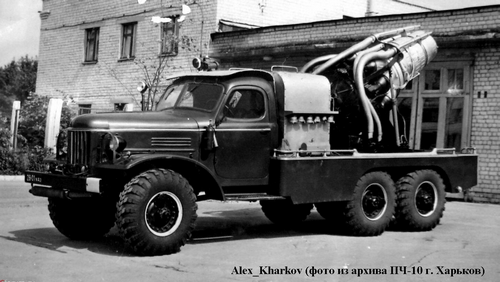 Alex_Kharkov (фото из архива ПЧ-10 г. Харьков)